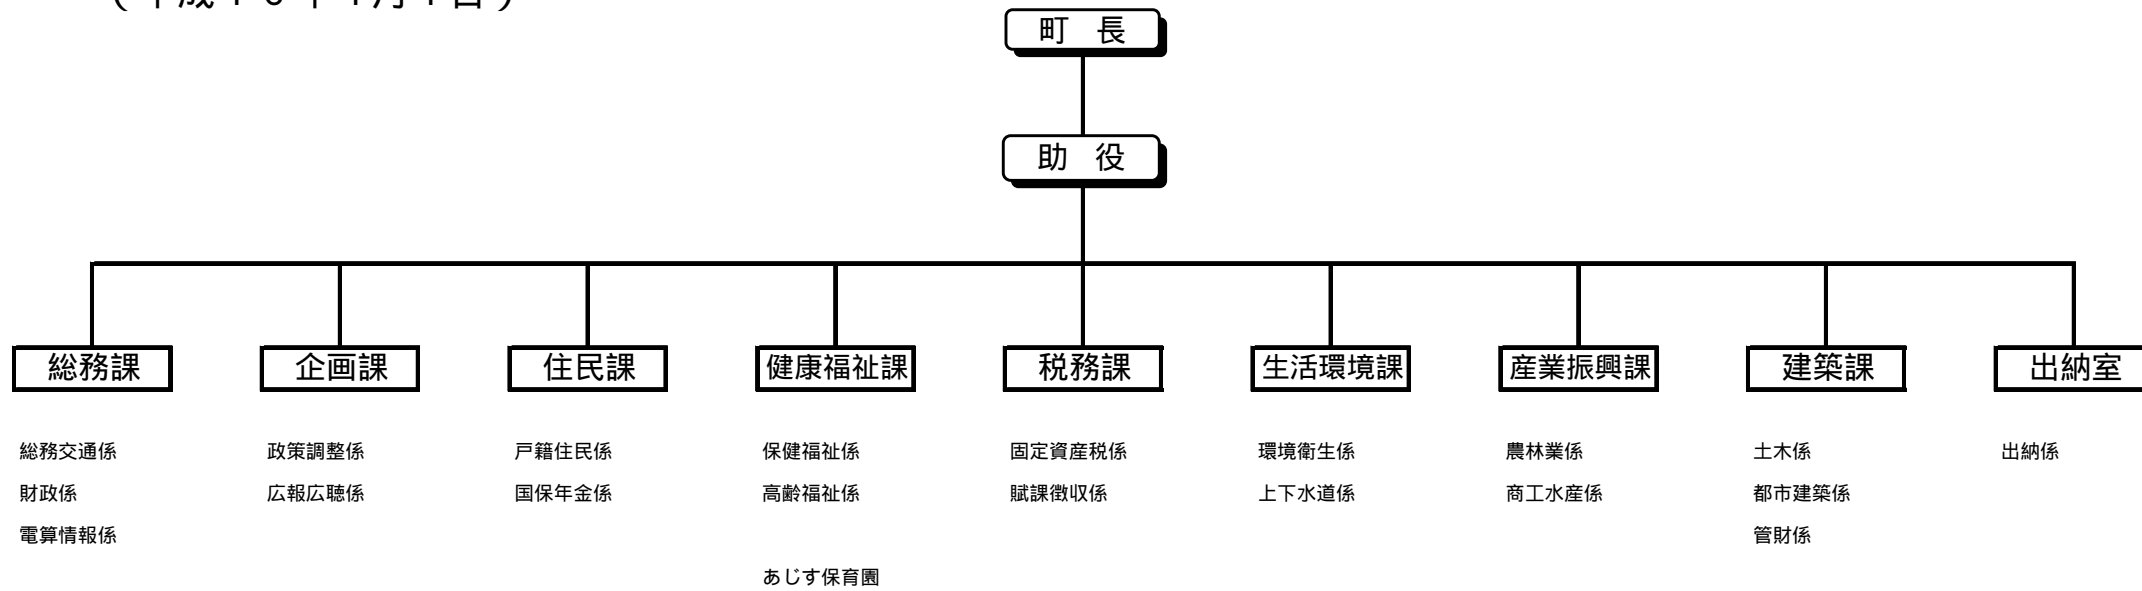 町 長
助 役
総務課 企画課 住民課 健康福祉課 税務課 生活環境課 産業振興課 建築課 出納室
総務交通係 政策調整係 戸籍住民係 保健福祉係 固定資産税係 環境衛生係 農林業係 土木係 出納係
財政係 広報広聴係 国保年金係 高齢福祉係 賦課徴収係 上下水道係 商工水産係 都市建築係
電算情報係 管財係
あじす保育園